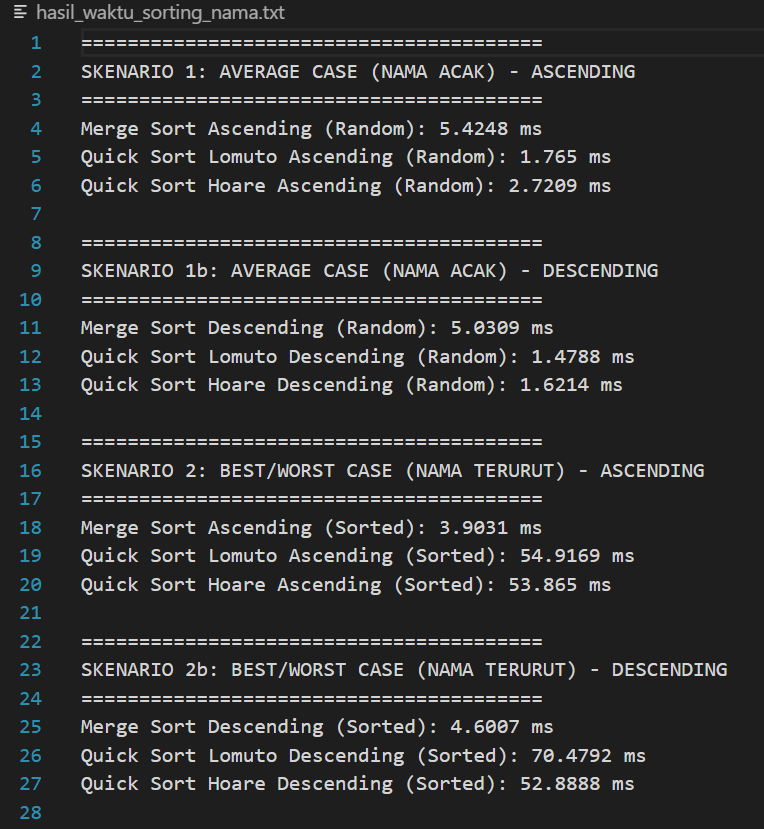 hasil_waktu_sorting_nama.txt
1 ========================================
2 SKENARIO 1: AVERAGE CASE (NAMA ACAK) - ASCENDING
3 ========================================
4 Merge Sort Ascending (Random): 5.4248 ms
5 Quick Sort Lomuto Ascending (Random): 1.765 ms
6 Quick Sort Hoare Ascending (Random): 2.7209 ms
7
8 ========================================
9 SKENARIO 1b: AVERAGE CASE (NAMA ACAK) - DESCENDING
10 ========================================
11 Merge Sort Descending (Random): 5.0309 ms
12 Quick Sort Lomuto Descending (Random): 1.4788 ms
13 Quick Sort Hoare Descending (Random): 1.6214 ms
14
15 ========================================
16 SKENARIO 2: BEST/WORST CASE (NAMA TERURUT) - ASCENDING
17 ========================================
18 Merge Sort Ascending (Sorted): 3.9031 ms
19 Quick Sort Lomuto Ascending (Sorted): 54.9169 ms
20 Quick Sort Hoare Ascending (Sorted): 53.865 ms
21
22 ========================================
23 SKENARIO 2b: BEST/WORST CASE (NAMA TERURUT) - DESCENDING
24 ========================================
25 Merge Sort Descending (Sorted): 4.6007 ms
26 Quick Sort Lomuto Descending (Sorted): 70.4792 ms
27 Quick Sort Hoare Descending (Sorted): 52.8888 ms
28